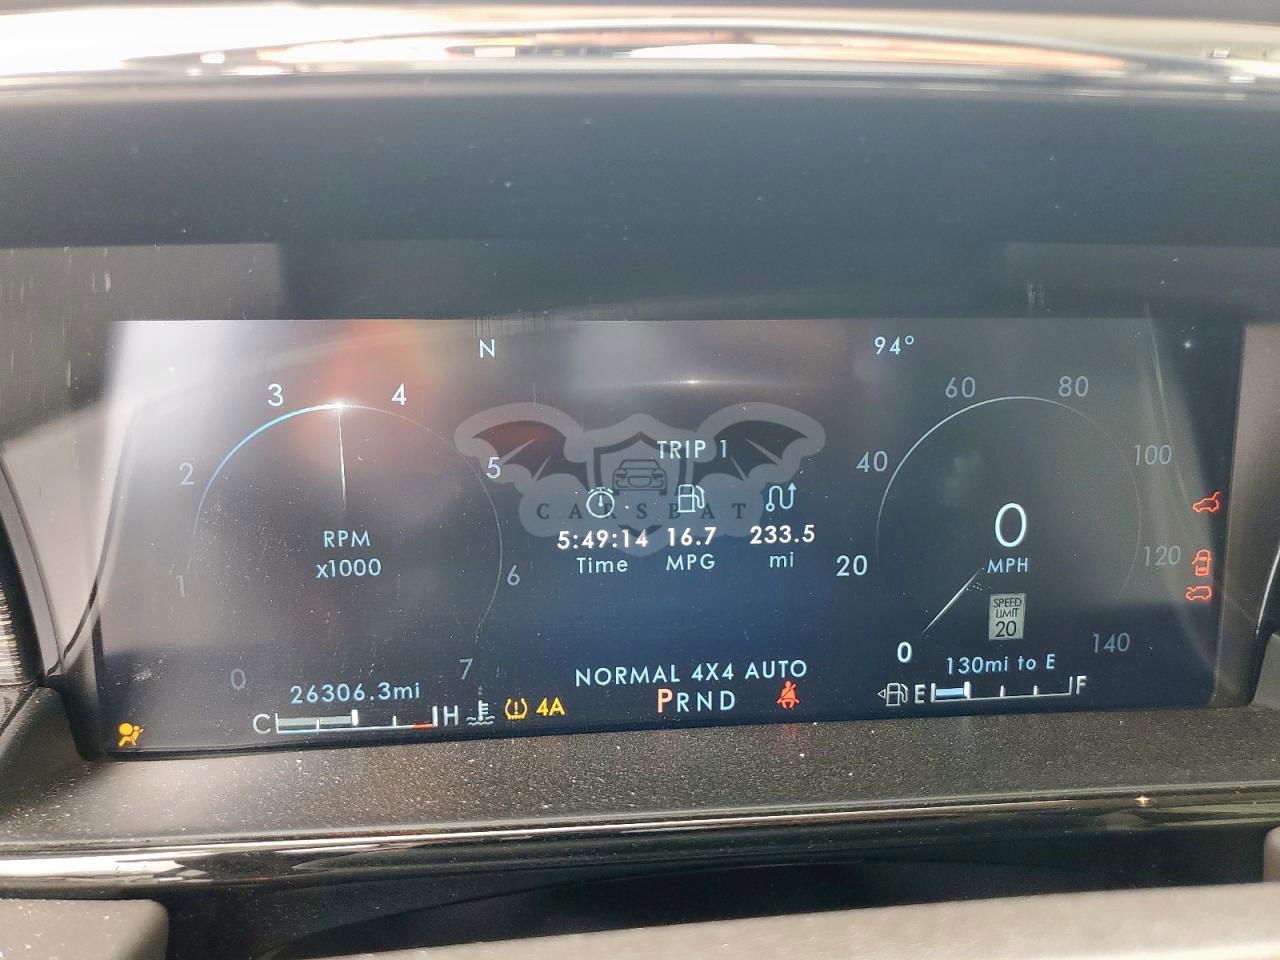 N
94°
3
4
60
80
2
5
TRIP 1
40
100
CARSBAT
RPM
x1000
5:49:14
16.7
233.5
0
MPH
Time
MPG
mi
1
6
20
120
SPEED
LIMIT
20
0
7
26306.3mi
NORMAL 4X4 AUTO
0
130mi to E
140
C
H
4A
PRND
E
F